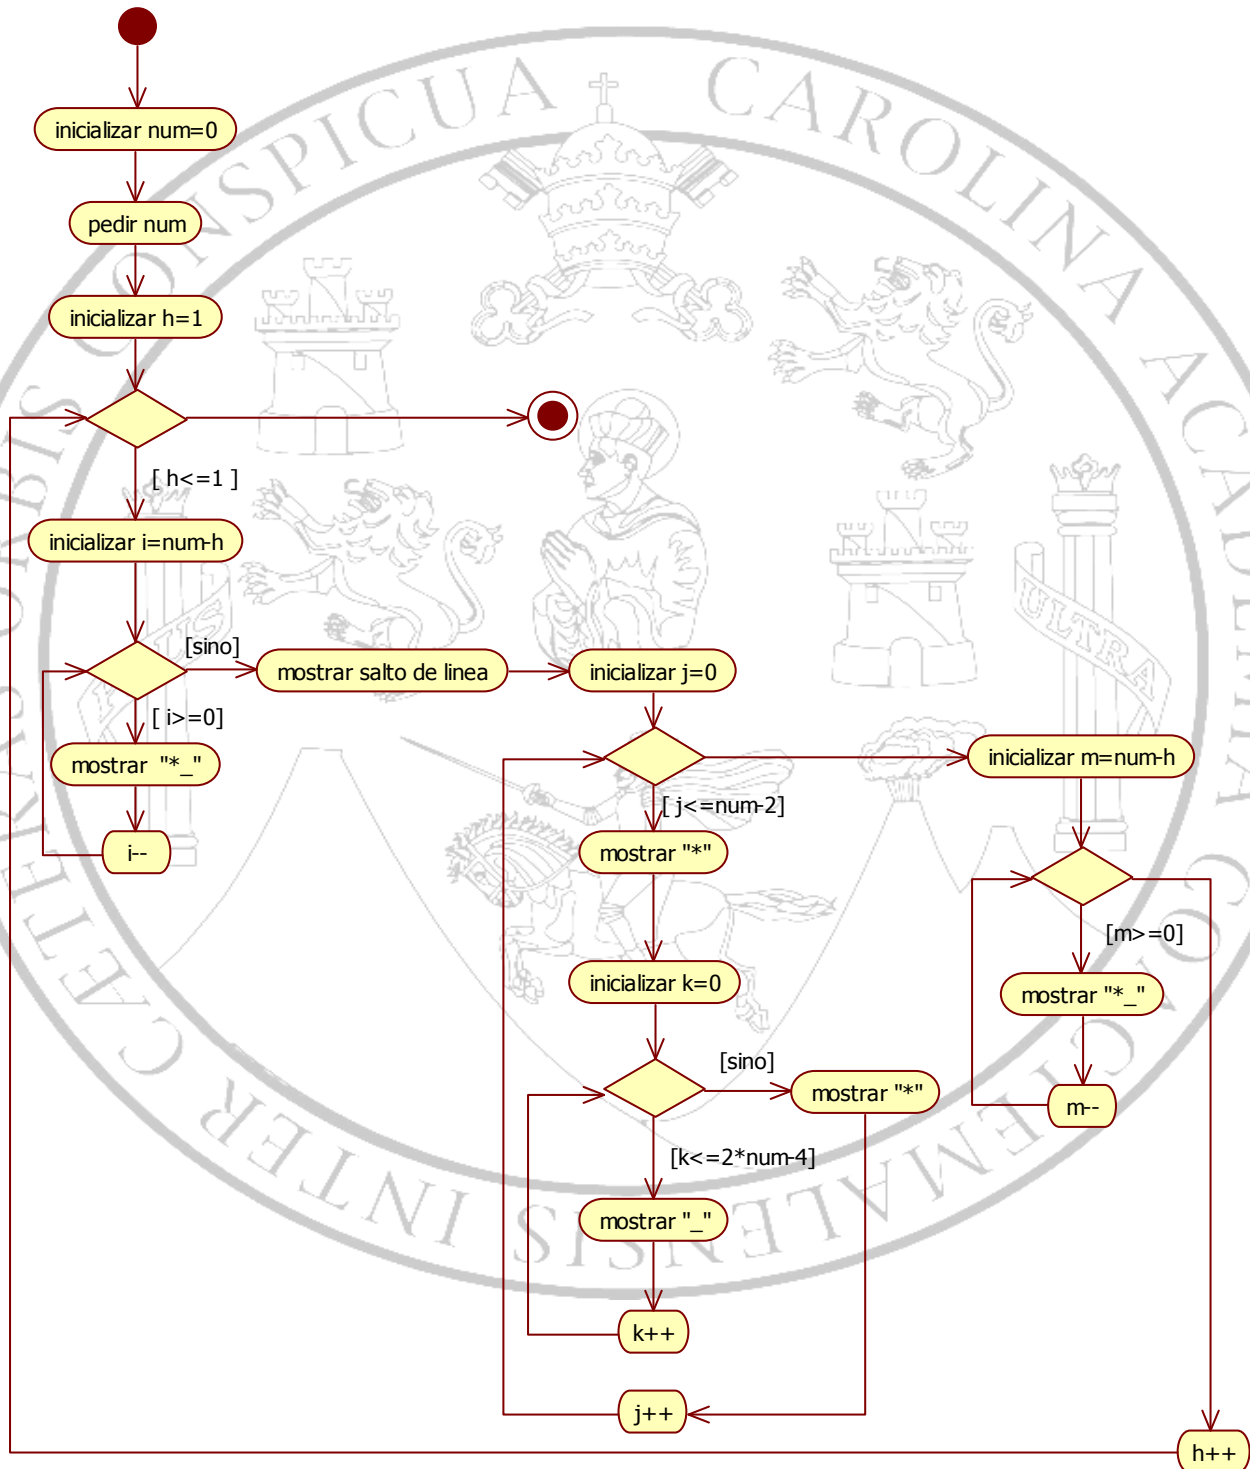 inicializar num=0
pedir num
inicializar h=1
[ h<=1 ]
inicializar i=num-h
[sino]
mostrar salto de linea
inicializar j=0
[ i>=0]
mostrar "*_"
i--
inicializar m=num-h
[ j<=num-2]
mostrar "*"
[m>=0]
inicializar k=0
mostrar "*_"
[sino]
mostrar "*"
m--
[k<=2*num-4]
mostrar "_"
k++
j++
h++
CAROLINA ACADEMIA COACTEMALENSIS INTER CÆTERAS ORBIS CONSPICUA
PLUS
ULTRA